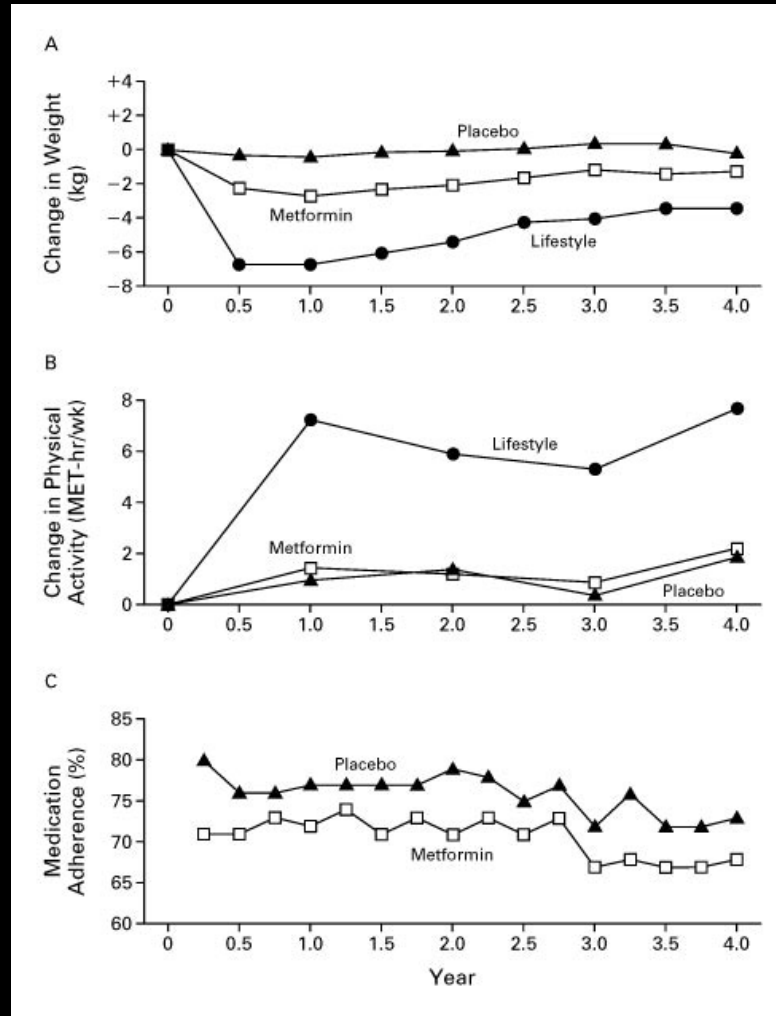 A
Change in Weight
(kg)
+4
+2
0
−2
−4
−6
−8
Placebo
Metformin
Lifestyle
0 0.5 1.0 1.5 2.0 2.5 3.0 3.5 4.0
B
Change in Physical
Activity (MET-hr/wk)
8
6
4
2
0
Lifestyle
Metformin
Placebo
0 0.5 1.0 1.5 2.0 2.5 3.0 3.5 4.0
C
Medication
Adherence (%)
85
80
75
70
65
60
Placebo
Metformin
0 0.5 1.0 1.5 2.0 2.5 3.0 3.5 4.0
Year